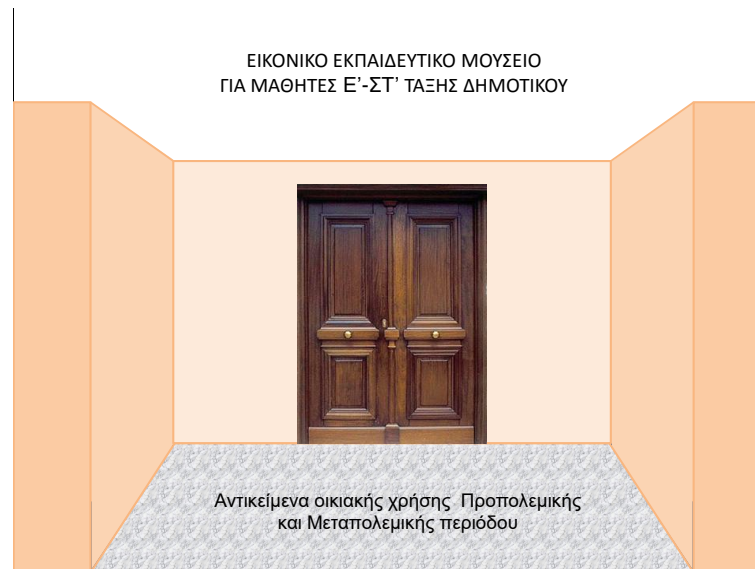 ΕΙΚΟΝΙΚΟ ΕΚΠΑΙΔΕΥΤΙΚΟ ΜΟΥΣΕΙΟ
ΓΙΑ ΜΑΘΗΤΕΣ Ε’-ΣΤ’ ΤΑΞΗΣ ΔΗΜΟΤΙΚΟΥ
Αντικείμενα οικιακής χρήσης Προπολεμικής
και Μεταπολεμικής περιόδου